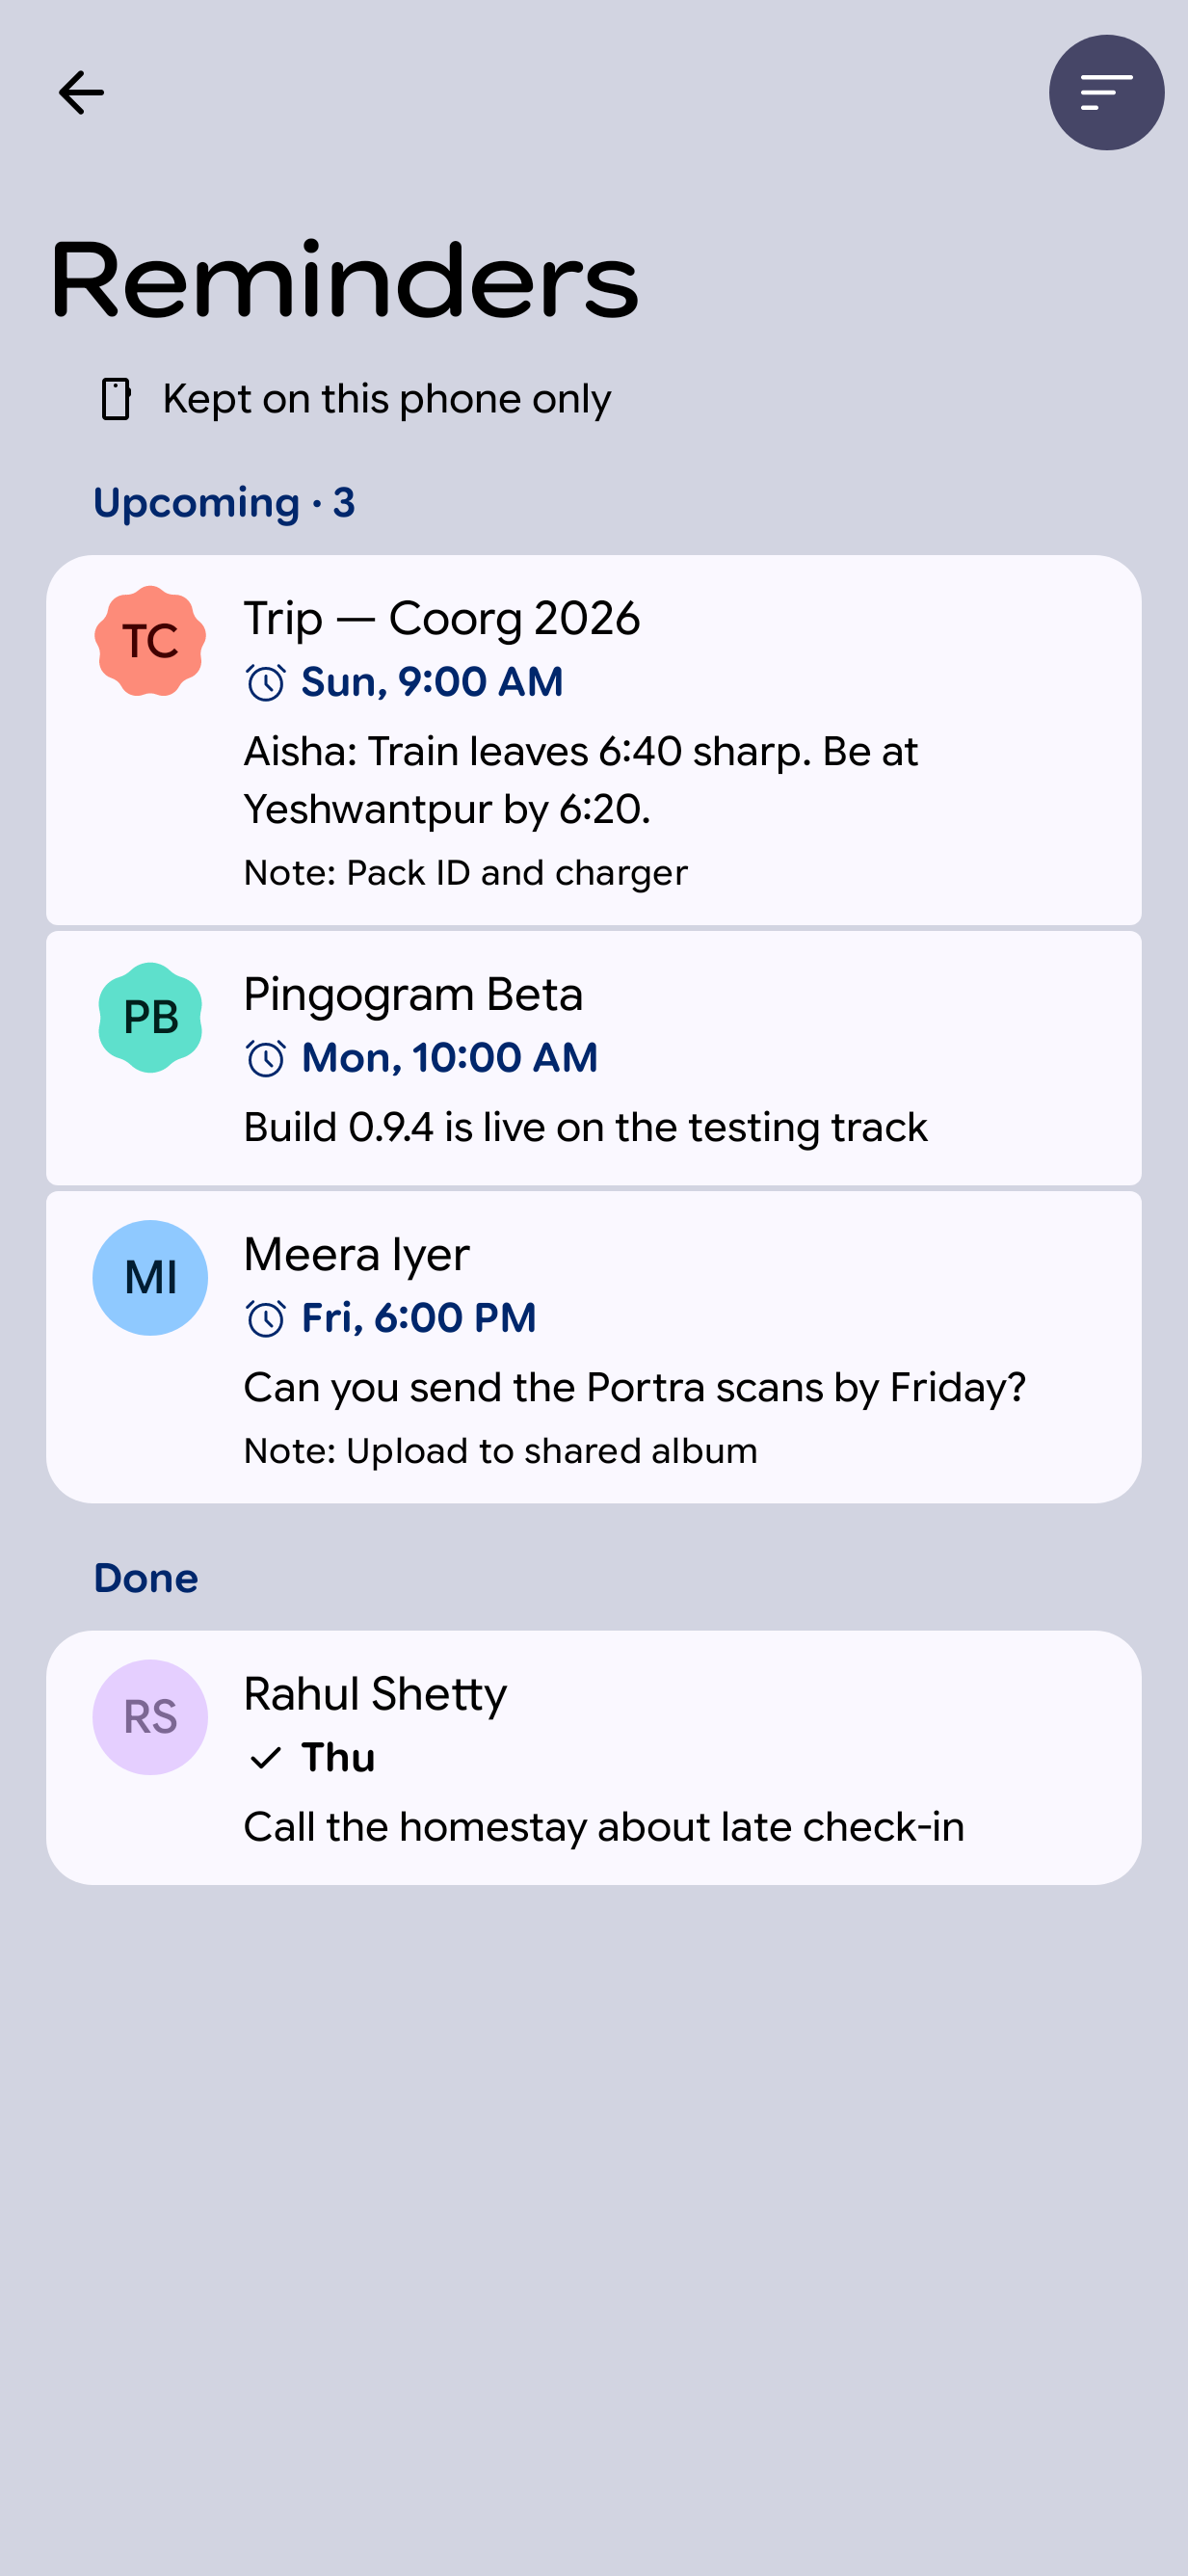 Reminders
Kept on this phone only
Upcoming · 3
TC
Trip — Coorg 2026
Sun, 9:00 AM
Aisha: Train leaves 6:40 sharp. Be at
Yeshwantpur by 6:20.
Note: Pack ID and charger
PB
Pingogram Beta
Mon, 10:00 AM
Build 0.9.4 is live on the testing track
MI
Meera Iyer
Fri, 6:00 PM
Can you send the Portra scans by Friday?
Note: Upload to shared album
Done
RS
Rahul Shetty
Thu
Call the homestay about late check-in